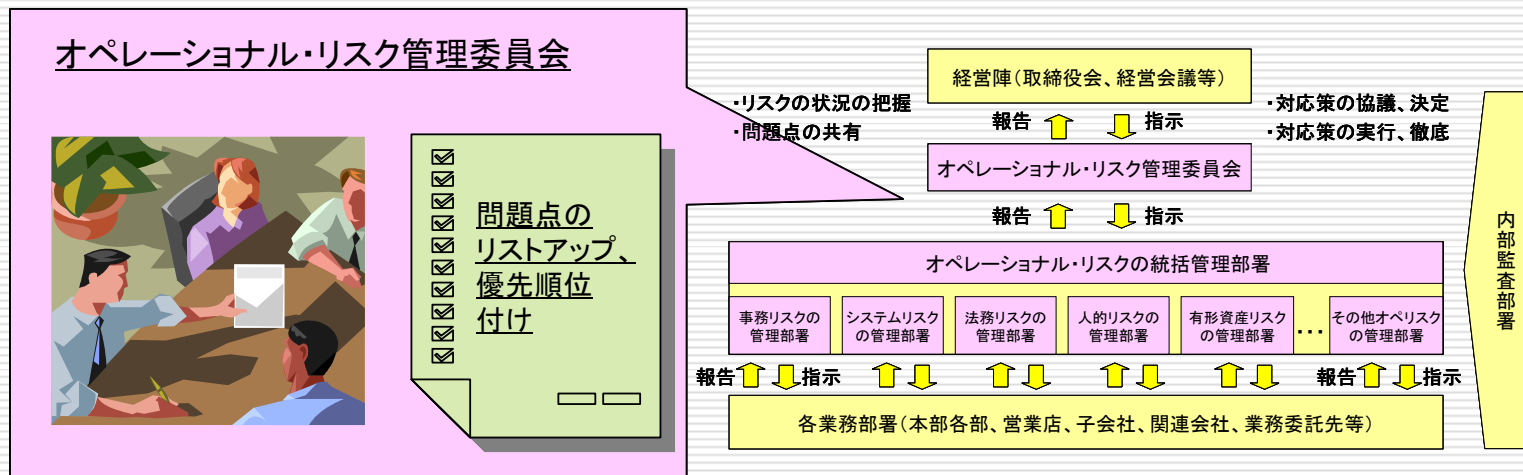 オペレーショナル・リスク管理委員会
問題点の
リストアップ、
優先順位
付け
・リスクの状況の把握
・問題点の共有
経営陣（取締役会、経営会議等）
報告
指示
・対応策の協議、決定
・対応策の実行、徹底
オペレーショナル・リスク管理委員会
報告
指示
オペレーショナル・リスクの統括管理部署
事務リスクの
管理部署
システムリスク
の管理部署
法務リスクの
管理部署
人的リスクの
管理部署
有形資産リスク
の管理部署
…
その他オペリスク
の管理部署
報告
指示
報告
指示
各業務部署（本部各部、営業店、子会社、関連会社、業務委託先等）
内部監査部署